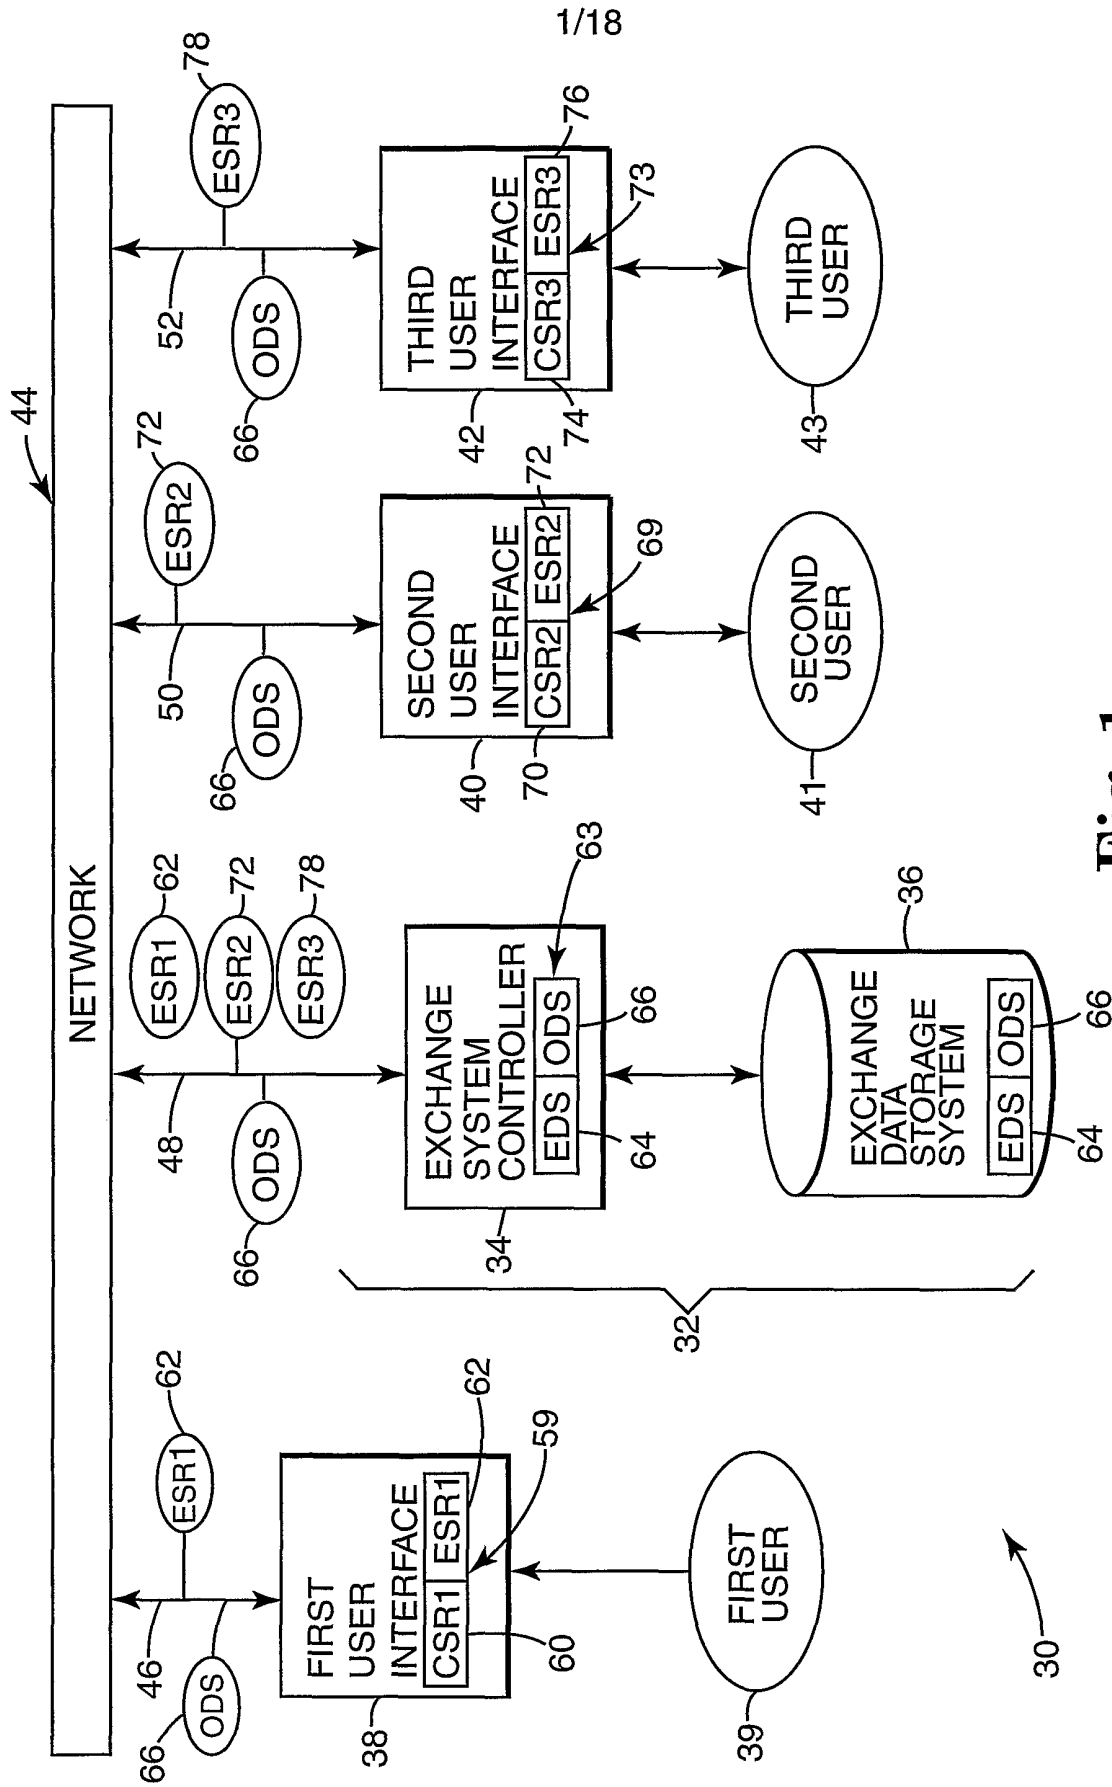 1/18
44
NETWORK
46
ESR1
62
ODS
66
48
ESR1
62
ESR2
72
ESR3
78
ODS
66
50
ESR2
72
ODS
66
52
ESR3
78
ODS
66
FIRST
USER
INTERFACE
CSR1
ESR1
38
60
62
59
EXCHANGE
SYSTEM
CONTROLLER
EDS
ODS
34
64
66
63
SECOND
USER
INTERFACE
CSR2
ESR2
40
70
72
69
THIRD
USER
INTERFACE
CSR3
ESR3
42
74
76
73
32
FIRST
USER
39
EXCHANGE
DATA
STORAGE
SYSTEM
EDS
ODS
36
64
66
SECOND
USER
41
THIRD
USER
43
30